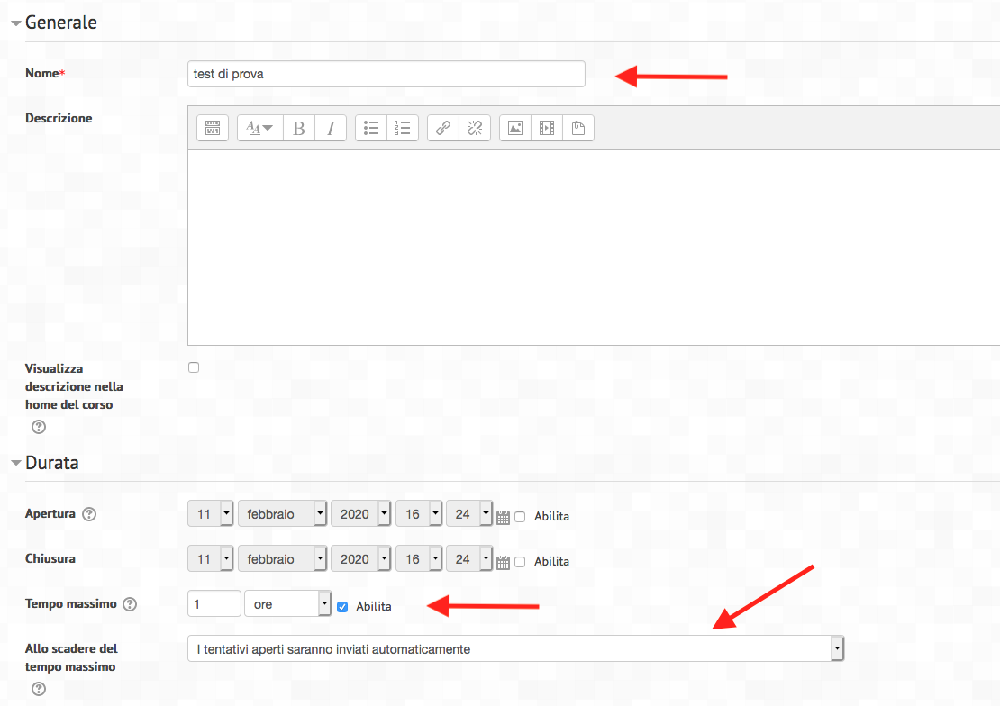 Generale
Nome*
test di prova
Descrizione
Visualizza
descrizione nella
home del corso
Durata
Apertura 11 febbraio 2020 16 24 Abilita
Chiusura 11 febbraio 2020 16 24 Abilita
Tempo massimo 1 ore Abilita
Allo scadere del
tempo massimo
I tentativi aperti saranno inviati automaticamente